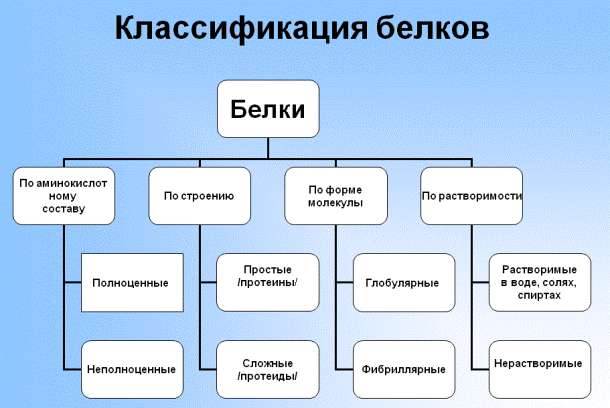 Классификация белков
Белки
По аминокислот
ному
составу
По строению
По форме
молекулы
По растворимости
Полноценные
Простые
/протеины/
Глобулярные
Растворимые
в воде, солях,
спиртах
Неполноценные
Сложные
/протеиды/
Фибриллярные
Нерастворимые